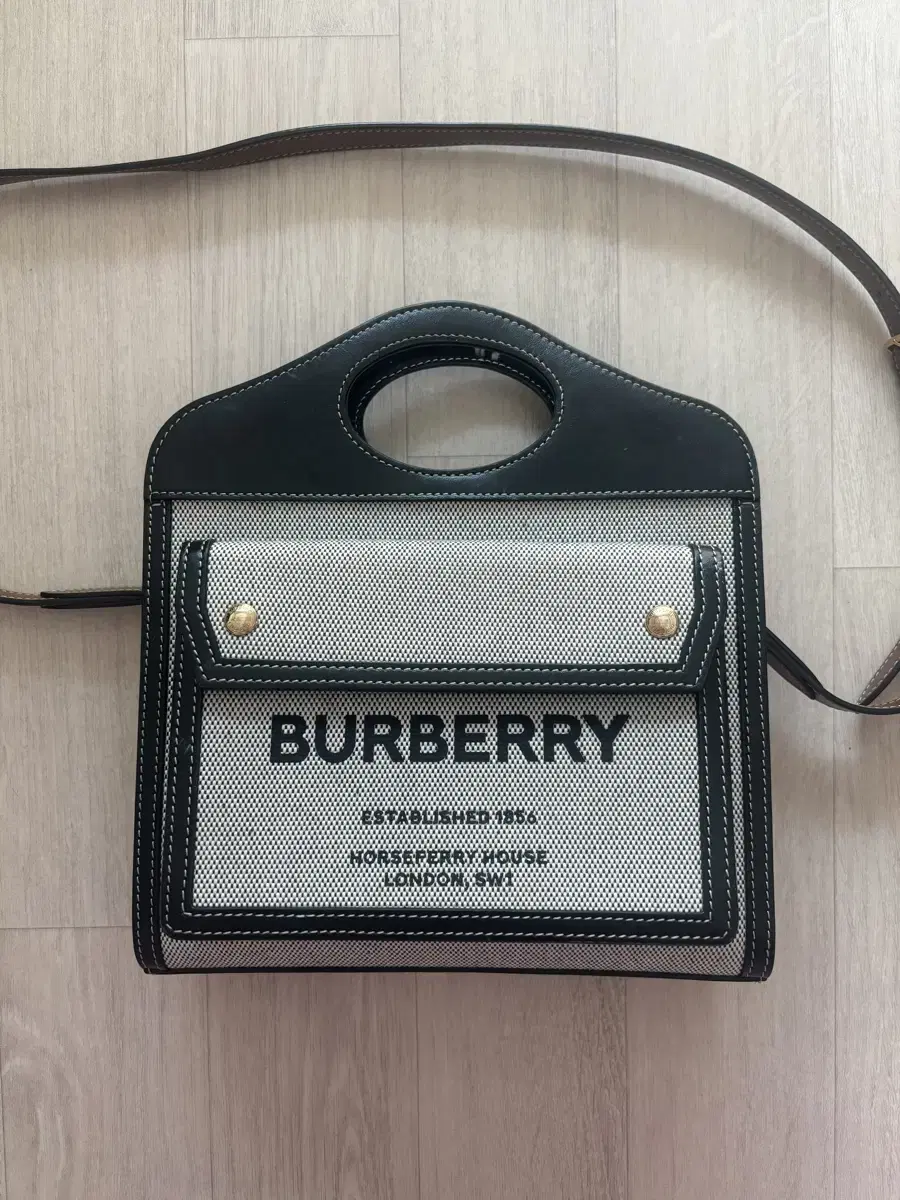 BURBERRY
ESTABLISHED 1856
HORSEFERRY HOUSE
LONDON, SW1